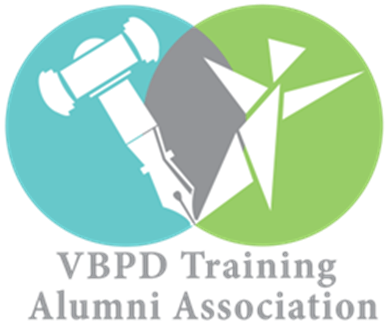 VBPD Training
Alumni Association